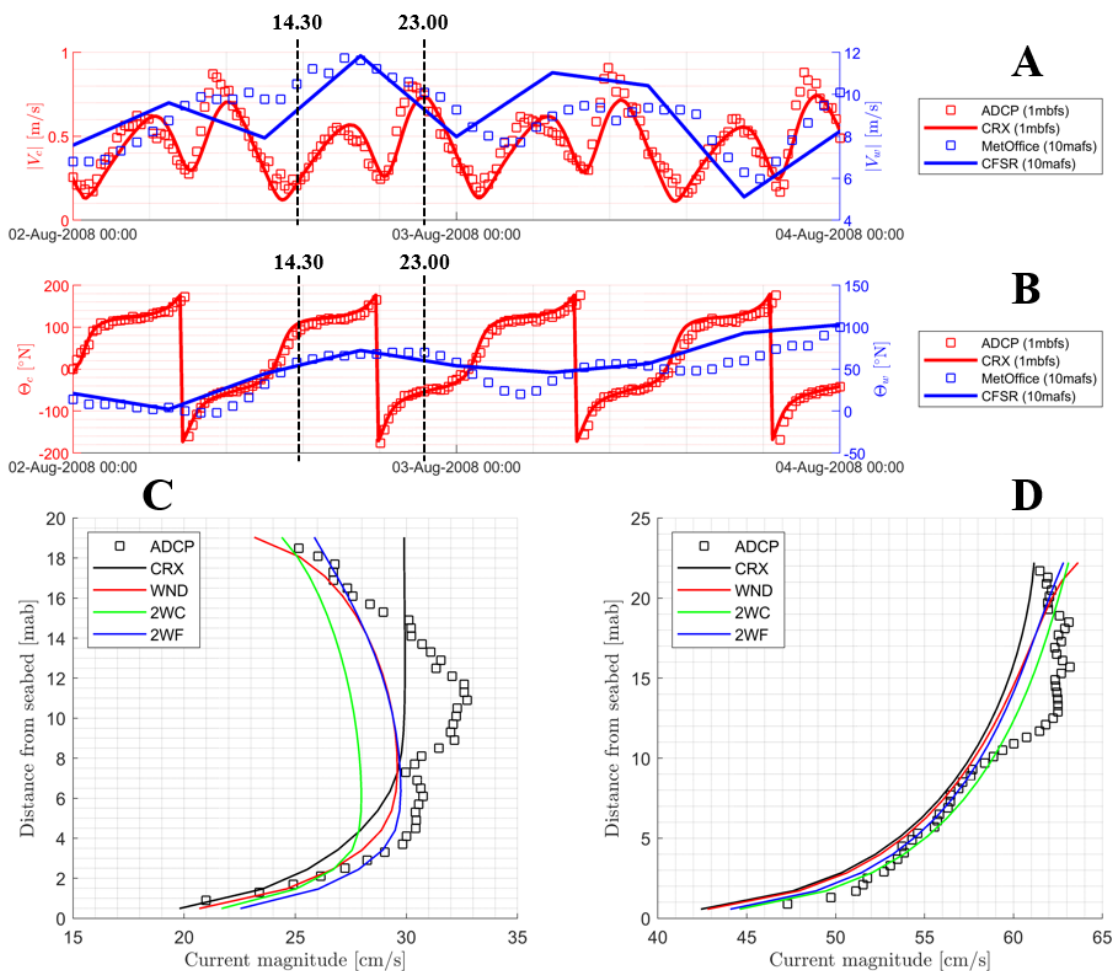 14.30 23.00
1 12
10
0.5 8
6
0 4
|V_c| [m/s]
|V_w| [m/s]
02-Aug-2008 00:00 03-Aug-2008 00:00 04-Aug-2008 00:00
A
ADCP (1mbfs)
CRX (1mbfs)
MetOffice (10mafs)
CFSR (10mafs)
14.30 23.00
200 150
100 100
0 50
-100 0
-200 -50
Θ_c [°N]
Θ_w [°N]
02-Aug-2008 00:00 03-Aug-2008 00:00 04-Aug-2008 00:00
B
ADCP (1mbfs)
CRX (1mbfs)
MetOffice (10mafs)
CFSR (10mafs)
C
20
18
16
14
12
10
8
6
4
2
0
Distance from seabed [mab]
ADCP
CRX
WND
2WC
2WF
15 20 25 30 35
Current magnitude [cm/s]
D
25
20
15
10
5
0
Distance from seabed [mab]
ADCP
CRX
WND
2WC
2WF
40 45 50 55 60 65
Current magnitude [cm/s]